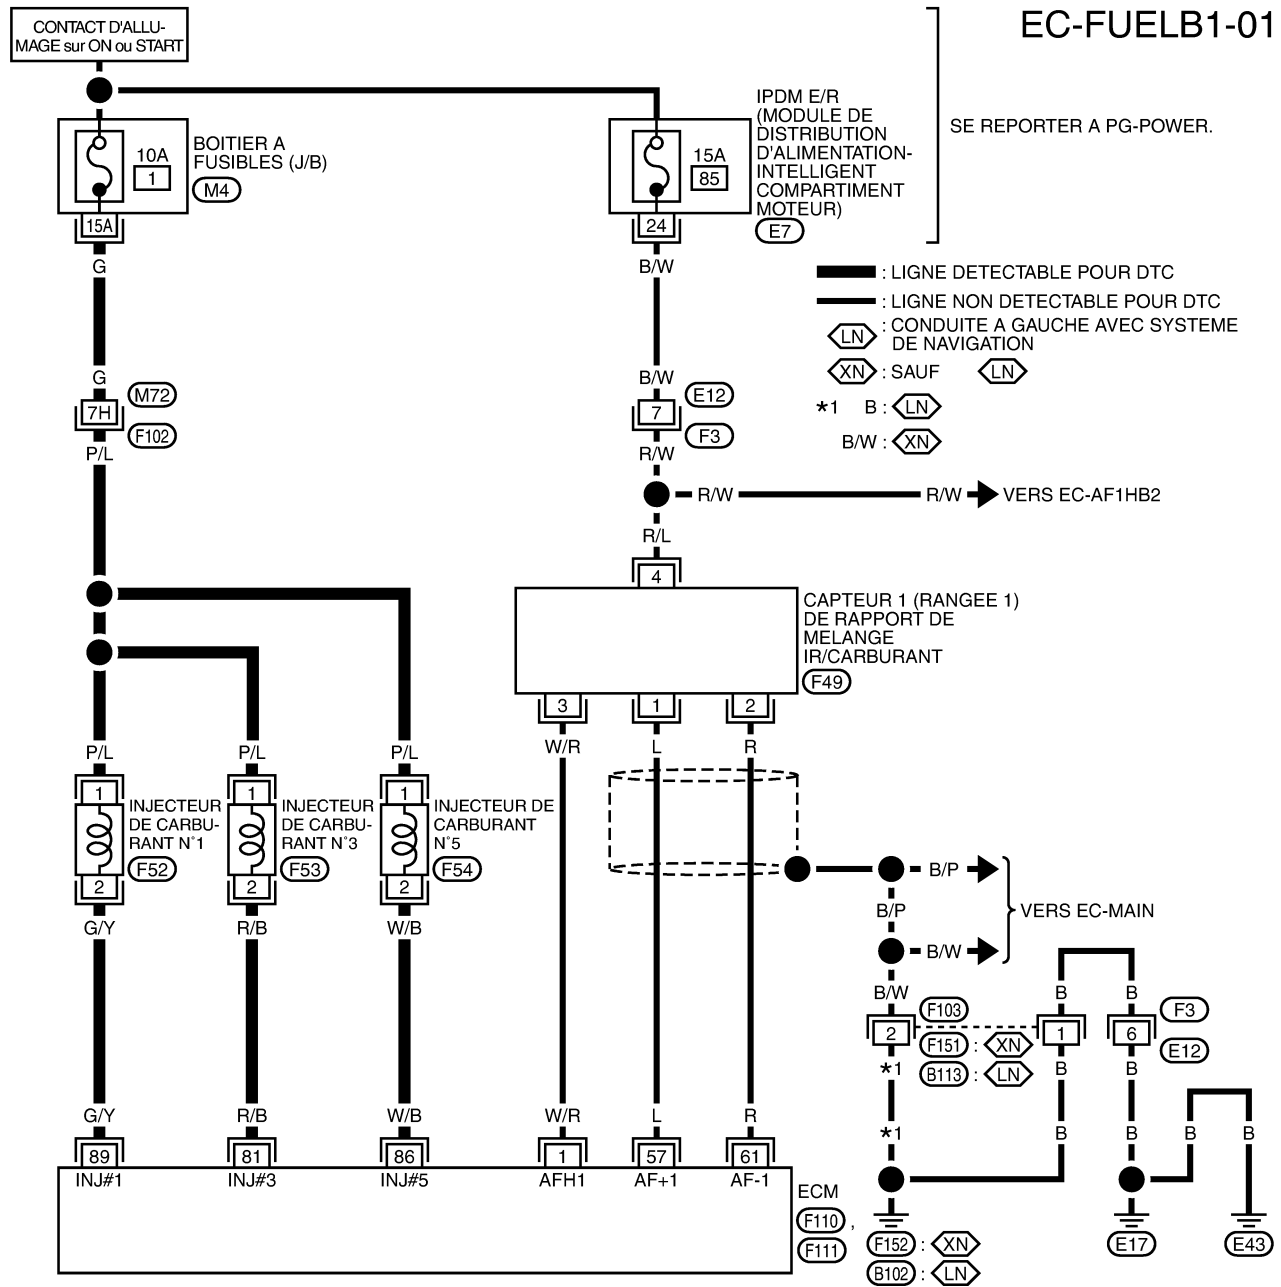 EC-FUELB1-01
CONTACT D'ALLU-
MAGE sur ON ou START
10A
1
BOITIER A
FUSIBLES (J/B)
M4
15A
85
IPDM E/R
(MODULE DE
DISTRIBUTION
D'ALIMENTATION-
INTELLIGENT
COMPARTIMENT
MOTEUR)
E7
SE REPORTER A PG-POWER.
15A
24
G
B/W
: LIGNE DETECTABLE POUR DTC
: LIGNE NON DETECTABLE POUR DTC
LN : CONDUITE A GAUCHE AVEC SYSTEME
DE NAVIGATION
XN : SAUF LN
*1 B : LN
B/W : XN
G
B/W
M72
7H
F102
P/L
E12
7
F3
R/W
R/W
R/W
VERS EC-AF1HB2
R/L
4
CAPTEUR 1 (RANGEE 1)
DE RAPPORT DE
MELANGE
IR/CARBURANT
F49
3
1
2
W/R
L
R
P/L
P/L
P/L
1
1
1
INJECTEUR
DE CARBU-
RANT N°1
F52
INJECTEUR
DE CARBU-
RANT N°3
F53
INJECTEUR DE
CARBURANT
N°5
F54
2
2
2
G/Y
R/B
W/B
B/P
B/P
B/W
VERS EC-MAIN
B/W
B
B
2
F103
F151 : XN
B113 : LN
1
6
F3
E12
*1
B
B
*1
B
B
B
B
G/Y
R/B
W/B
W/R
L
R
89
81
86
1
57
61
INJ#1
INJ#3
INJ#5
AFH1
AF+1
AF-1
ECM
F110 ,
F111
F152 : XN
B102 : LN
E17
E43